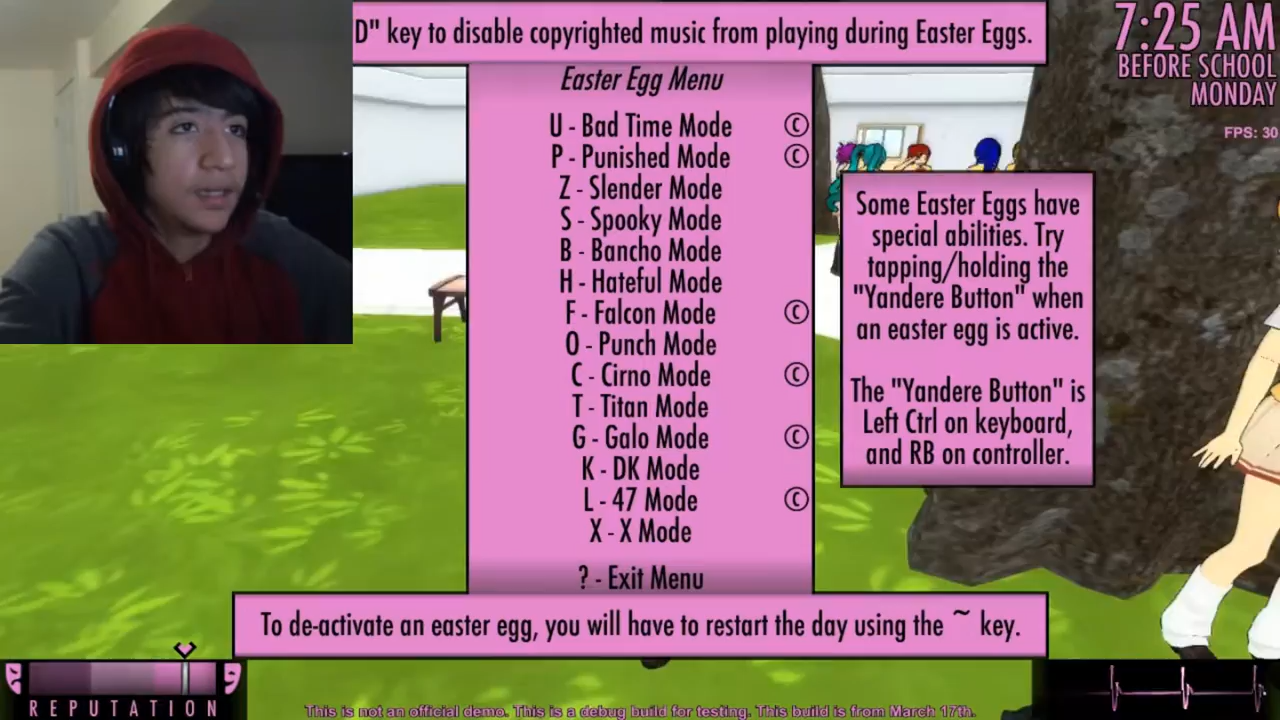 D" key to disable copyrighted music from playing during Easter Eggs.
7:25 AM
BEFORE SCHOOL
MONDAY
FPS: 30
Easter Egg Menu
U - Bad Time Mode ©
P - Punished Mode ©
Z - Slender Mode
S - Spooky Mode
B - Bancho Mode
H - Hateful Mode
F - Falcon Mode ©
O - Punch Mode
C - Cirno Mode ©
T - Titan Mode
G - Galo Mode ©
K - DK Mode
L - 47 Mode ©
X - X Mode
? - Exit Menu
Some Easter Eggs have
special abilities. Try
tapping/holding the
"Yandere Button" when
an easter egg is active.
The "Yandere Button" is
Left Ctrl on keyboard,
and RB on controller.
To de-activate an easter egg, you will have to restart the day using the ~ key.
REPUTATION
This is not an official demo. This is a debug build for testing. This build is from March 17th.